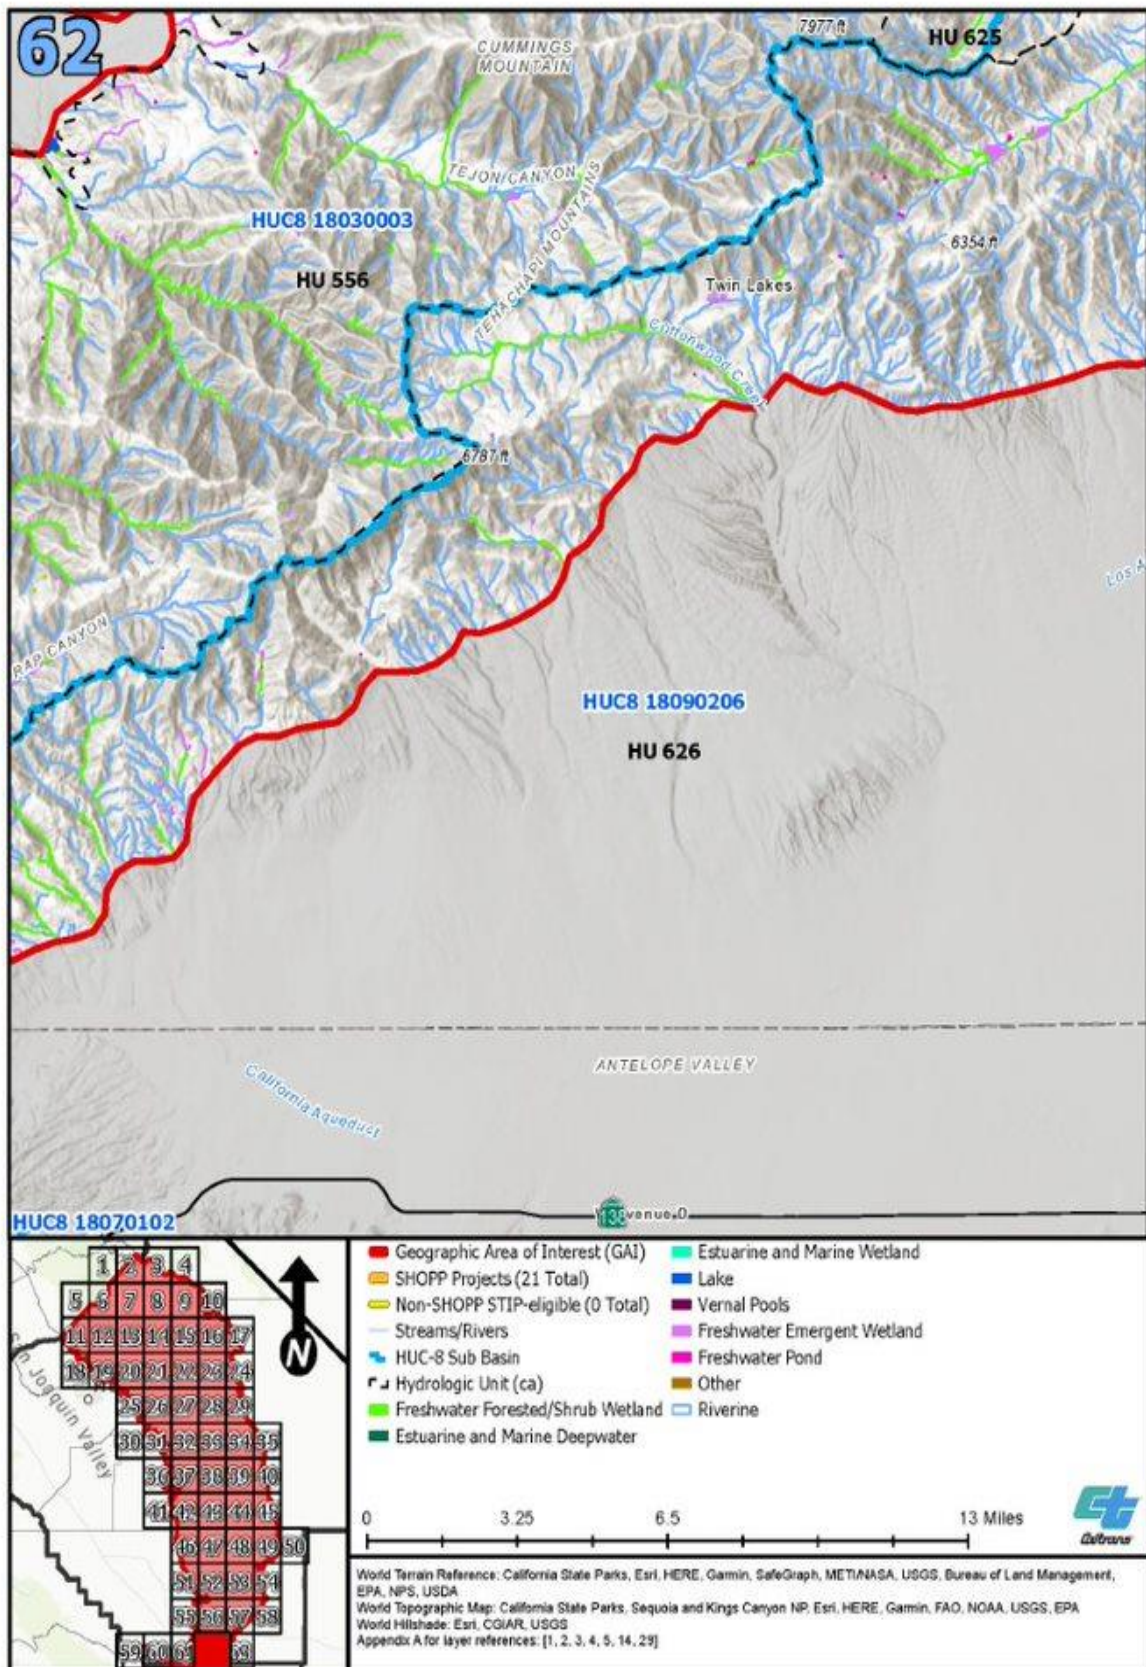 62
7977 ft
HU 625
CUMMINGS
MOUNTAIN
TEJON CANYON
TEHACHAPI MOUNTAINS
HUC8 18030003
HU 556
6354 ft
Twin Lakes
Cottonwood Creek
6787 ft
Los A
RAP CANYON
HUC8 18090206
HU 626
ANTELOPE VALLEY
California Aqueduct
138
venue D
HUC8 18070102
1 2 3 4
5 6 7 8 9 10
11 12 13 14 15 16 17
18 19 20 21 22 23 24
25 26 27 28 29
30 31 32 33 34 35
36 37 38 39 40
41 42 43 44 45
46 47 48 49 50
51 52 53 54
55 56 57 58
59 60 61 63
San Joaquin Valley
N
Geographic Area of Interest (GAI)
SHOPP Projects (21 Total)
Non-SHOPP STIP-eligible (0 Total)
Streams/Rivers
HUC-8 Sub Basin
Hydrologic Unit (ca)
Freshwater Forested/Shrub Wetland
Estuarine and Marine Deepwater
Estuarine and Marine Wetland
Lake
Vernal Pools
Freshwater Emergent Wetland
Freshwater Pond
Other
Riverine
0 3.25 6.5 13 Miles
Caltrans
World Terrain Reference: California State Parks, Esri, HERE, Garmin, SafeGraph, METI/NASA, USGS, Bureau of Land Management,
EPA, NPS, USDA
World Topographic Map: California State Parks, Sequoia and Kings Canyon NP, Esri, HERE, Garmin, FAO, NOAA, USGS, EPA
World Hillshade: Esri, CGIAR, USGS
Appendix A for layer references: [1, 2, 3, 4, 5, 14, 29]